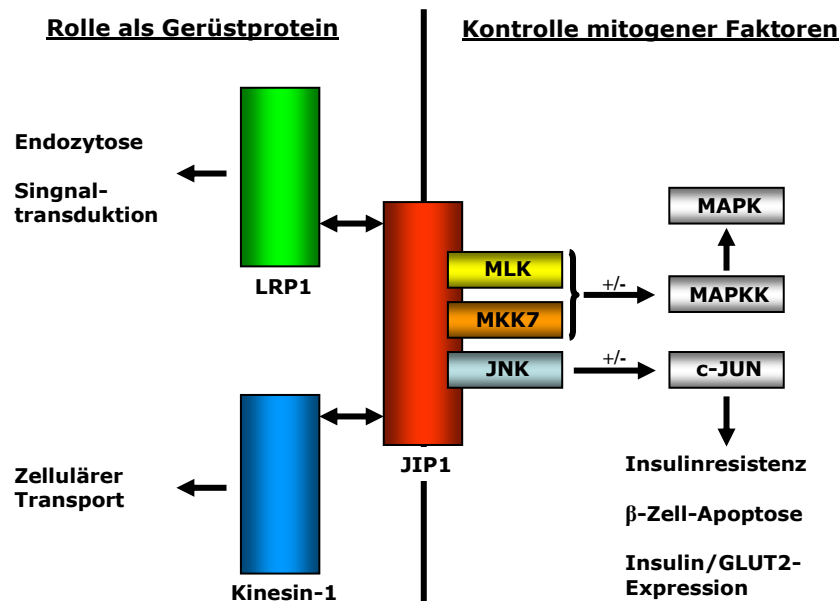 Rolle als Gerüstprotein
Kontrolle mitogener Faktoren
Endozytose
Singnal-
transduktion
LRP1
Zellulärer
Transport
Kinesin-1
JIP1
MLK
MKK7
JNK
+/-
+/-
MAPK
MAPKK
c-JUN
Insulinresistenz
β-Zell-Apoptose
Insulin/GLUT2-
Expression